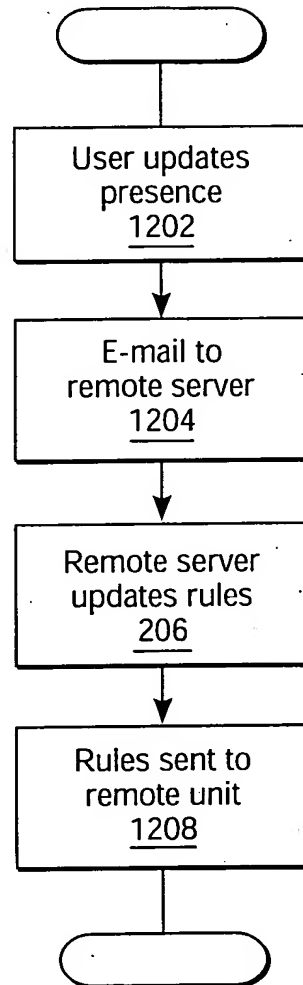 User updates
presence
1202
E-mail to
remote server
1204
Remote server
updates rules
206
Rules sent to
remote unit
1208